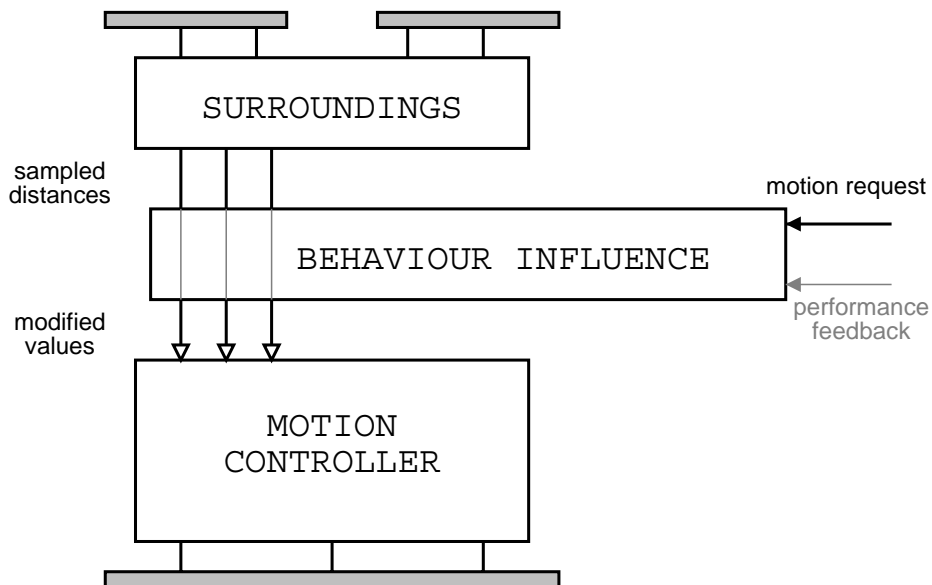 SURROUNDINGS
sampled
distances
motion request
BEHAVIOUR INFLUENCE
performance
feedback
modified
values
MOTION
CONTROLLER